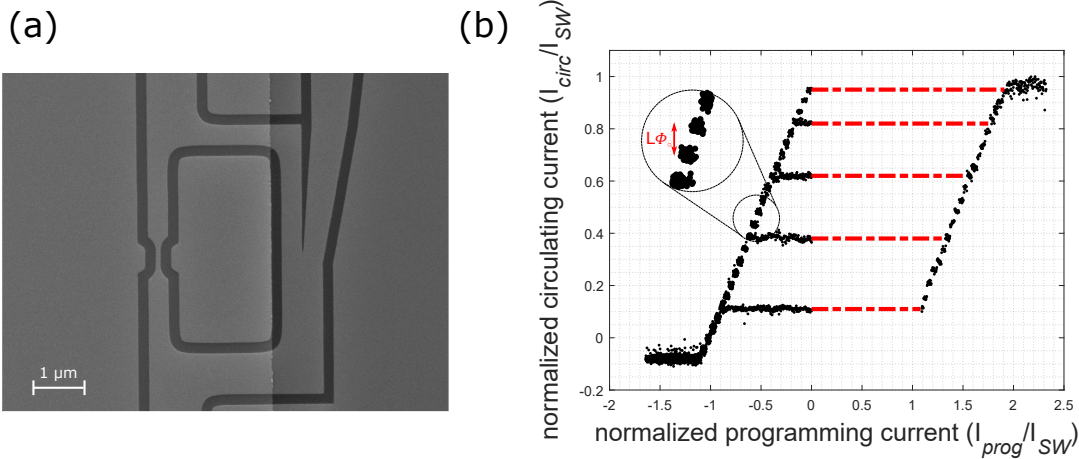 (a)
(b)
1 µm
normalized circulating current (I_circ/I_SW)
1
0.8
0.6
0.4
0.2
0
-0.2
LΦ₀
-2 -1.5 -1 -0.5 0 0.5 1 1.5 2 2.5
normalized programming current (I_prog/I_SW)